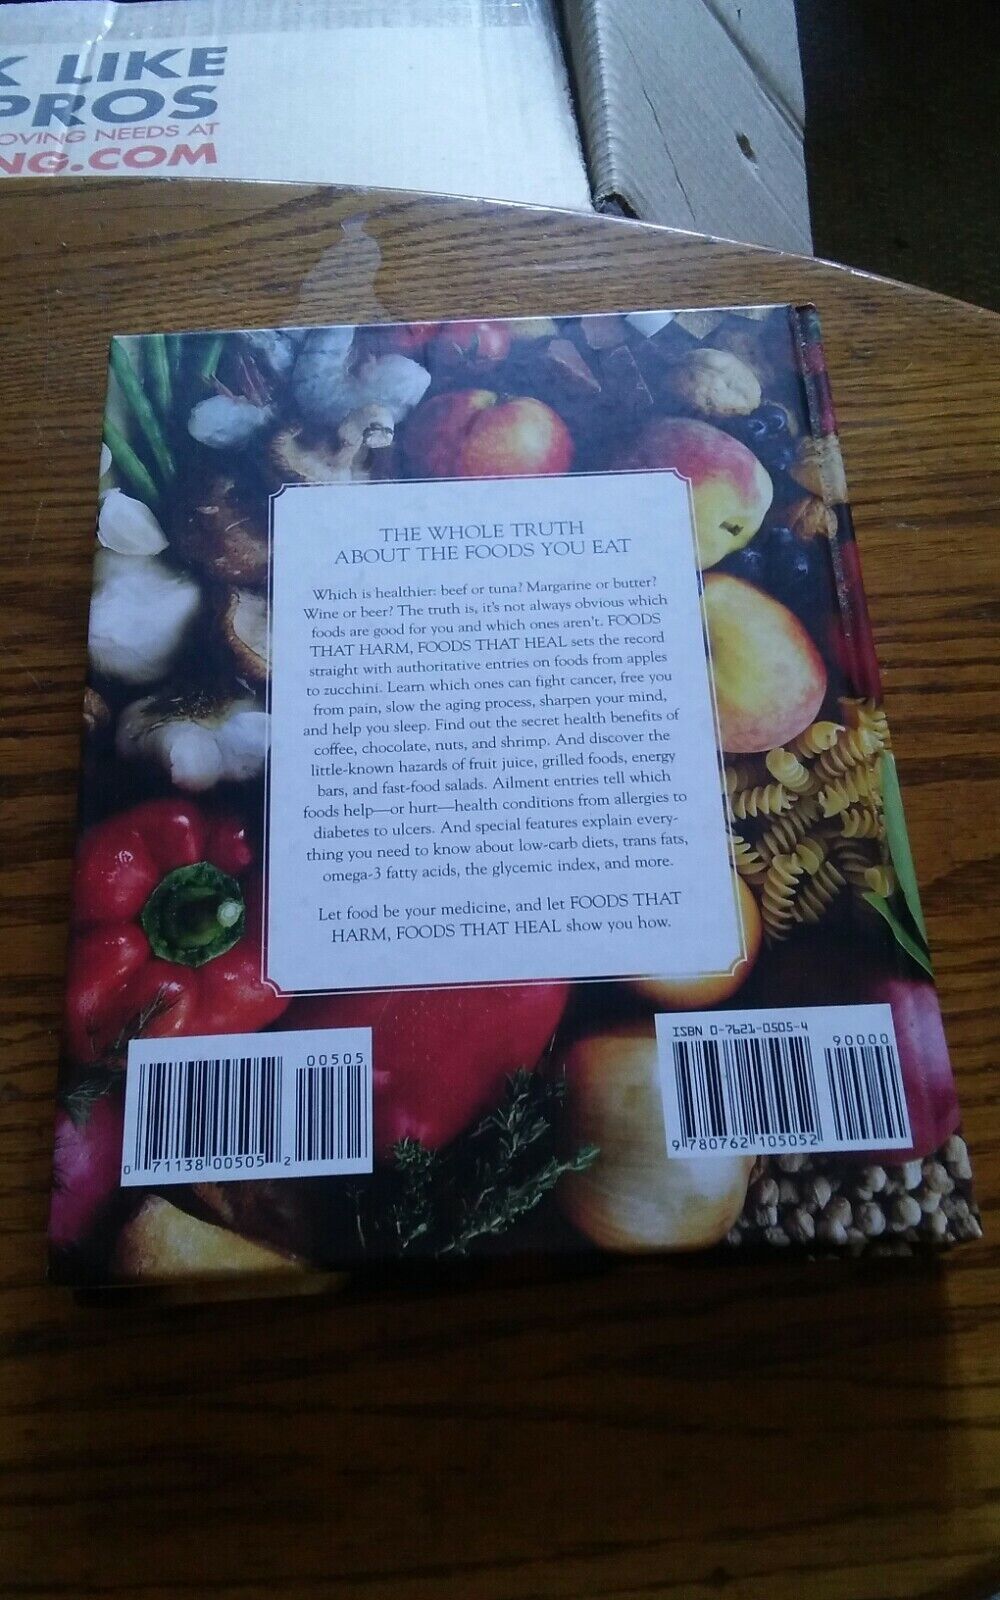 K LIKE
PROS
OVING NEEDS AT
NG.COM
THE WHOLE TRUTH
ABOUT THE FOODS YOU EAT
Which is healthier: beef or tuna? Margarine or butter?
Wine or beer? The truth is, it's not always obvious which
foods are good for you and which ones aren't. FOODS
THAT HARM, FOODS THAT HEAL sets the record
straight with authoritative entries on foods from apples
to zucchini. Learn which ones can fight cancer, free you
from pain, slow the aging process, sharpen your mind,
and help you sleep. Find out the secret health benefits of
coffee, chocolate, nuts, and shrimp. And discover the
little-known hazards of fruit juice, grilled foods, energy
bars, and fast-food salads. Ailment entries tell which
foods help—or hurt—health conditions from allergies to
diabetes to ulcers. And special features explain every-
thing you need to know about low-carb diets, trans fats,
omega-3 fatty acids, the glycemic index, and more.
Let food be your medicine, and let FOODS THAT
HARM, FOODS THAT HEAL show you how.
00505
0 71138 00505 2
ISBN 0-7621-0505-4
90000
9 780762 105052